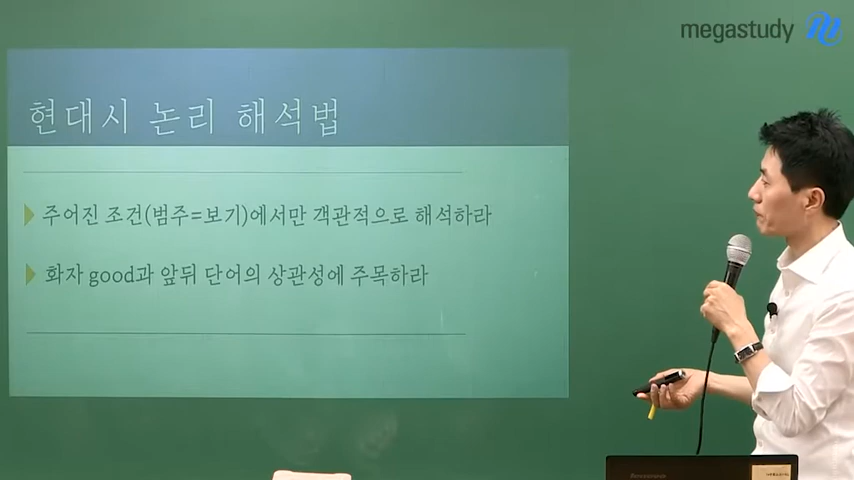 megastudy
현대시 논리 해석법
주어진 조건(범주=보기)에서만 객관적으로 해석하라
화자 good과 앞뒤 단어의 상관성에 주목하라